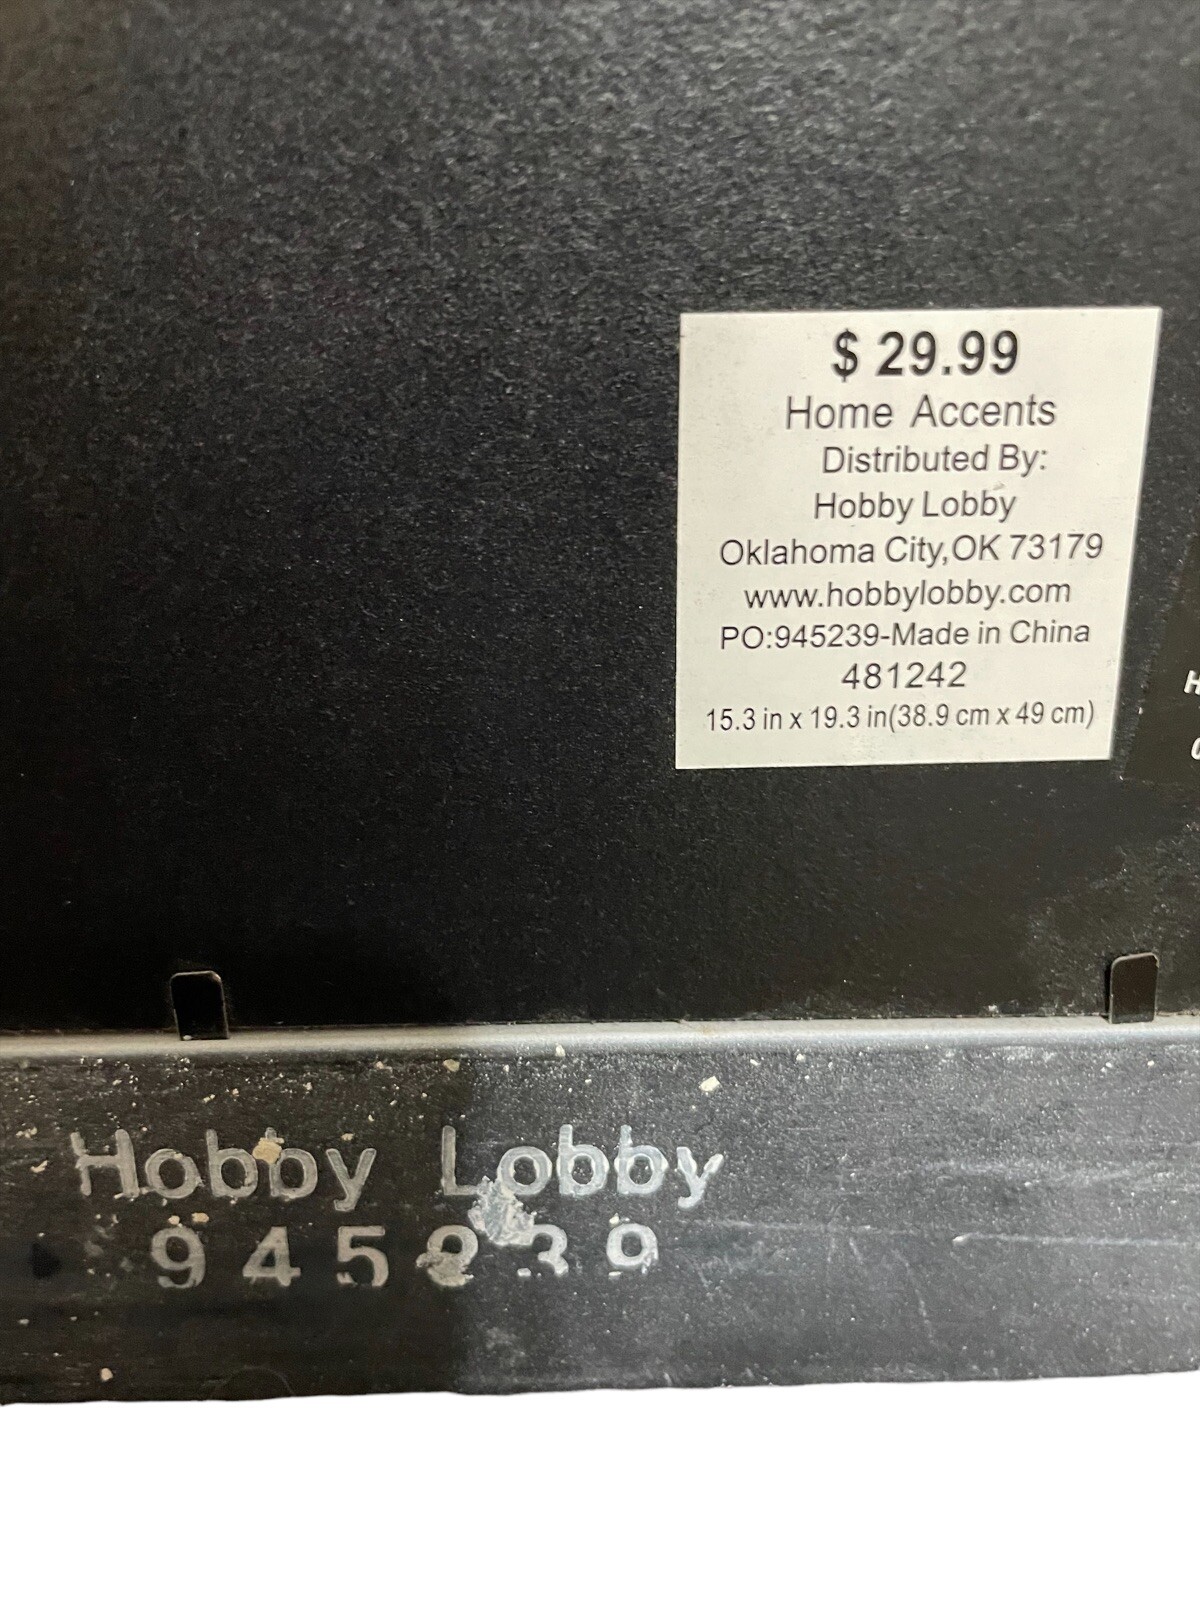 $ 29.99
Home Accents
Distributed By:
Hobby Lobby
Oklahoma City,OK 73179
www.hobbylobby.com
PO:945239-Made in China
481242
15.3 in x 19.3 in(38.9 cm x 49 cm)
Hobby Lobby
945239